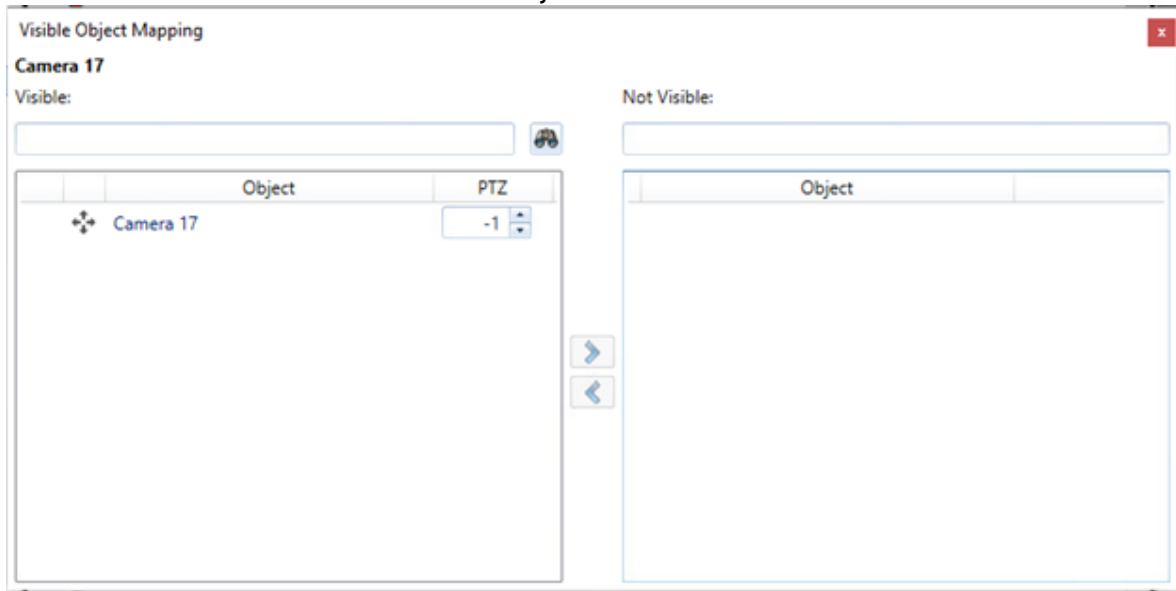 Visible Object Mapping
x
Camera 17
Visible:
Not Visible:
Object
PTZ
Object
Camera 17
-1